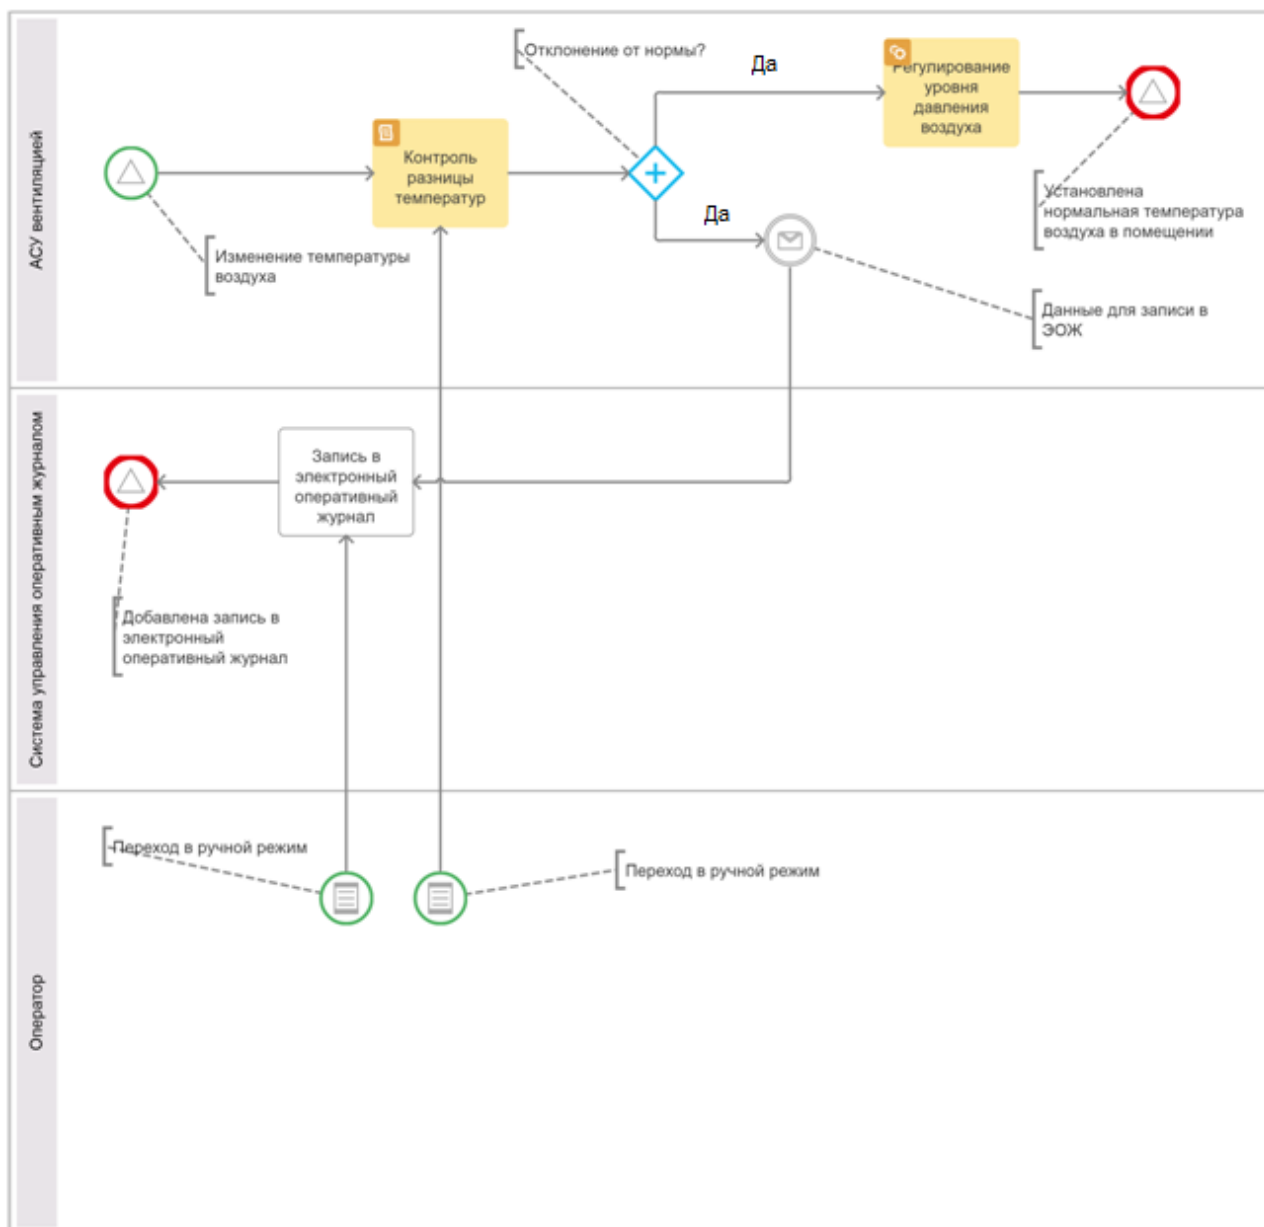 АСУ вентиляцией
Отклонение от нормы?
Да
Регулирование
уровня
давления
воздуха
Контроль
разницы
температур
Установлена
нормальная температура
воздуха в помещении
Да
Изменение температуры
воздуха
Данные для записи в
ЭОЖ
Система управления оперативным журналом
Запись в
электронный
оперативный
журнал
Добавлена запись в
электронный
оперативный журнал
Оператор
Переход в ручной режим
Переход в ручной режим